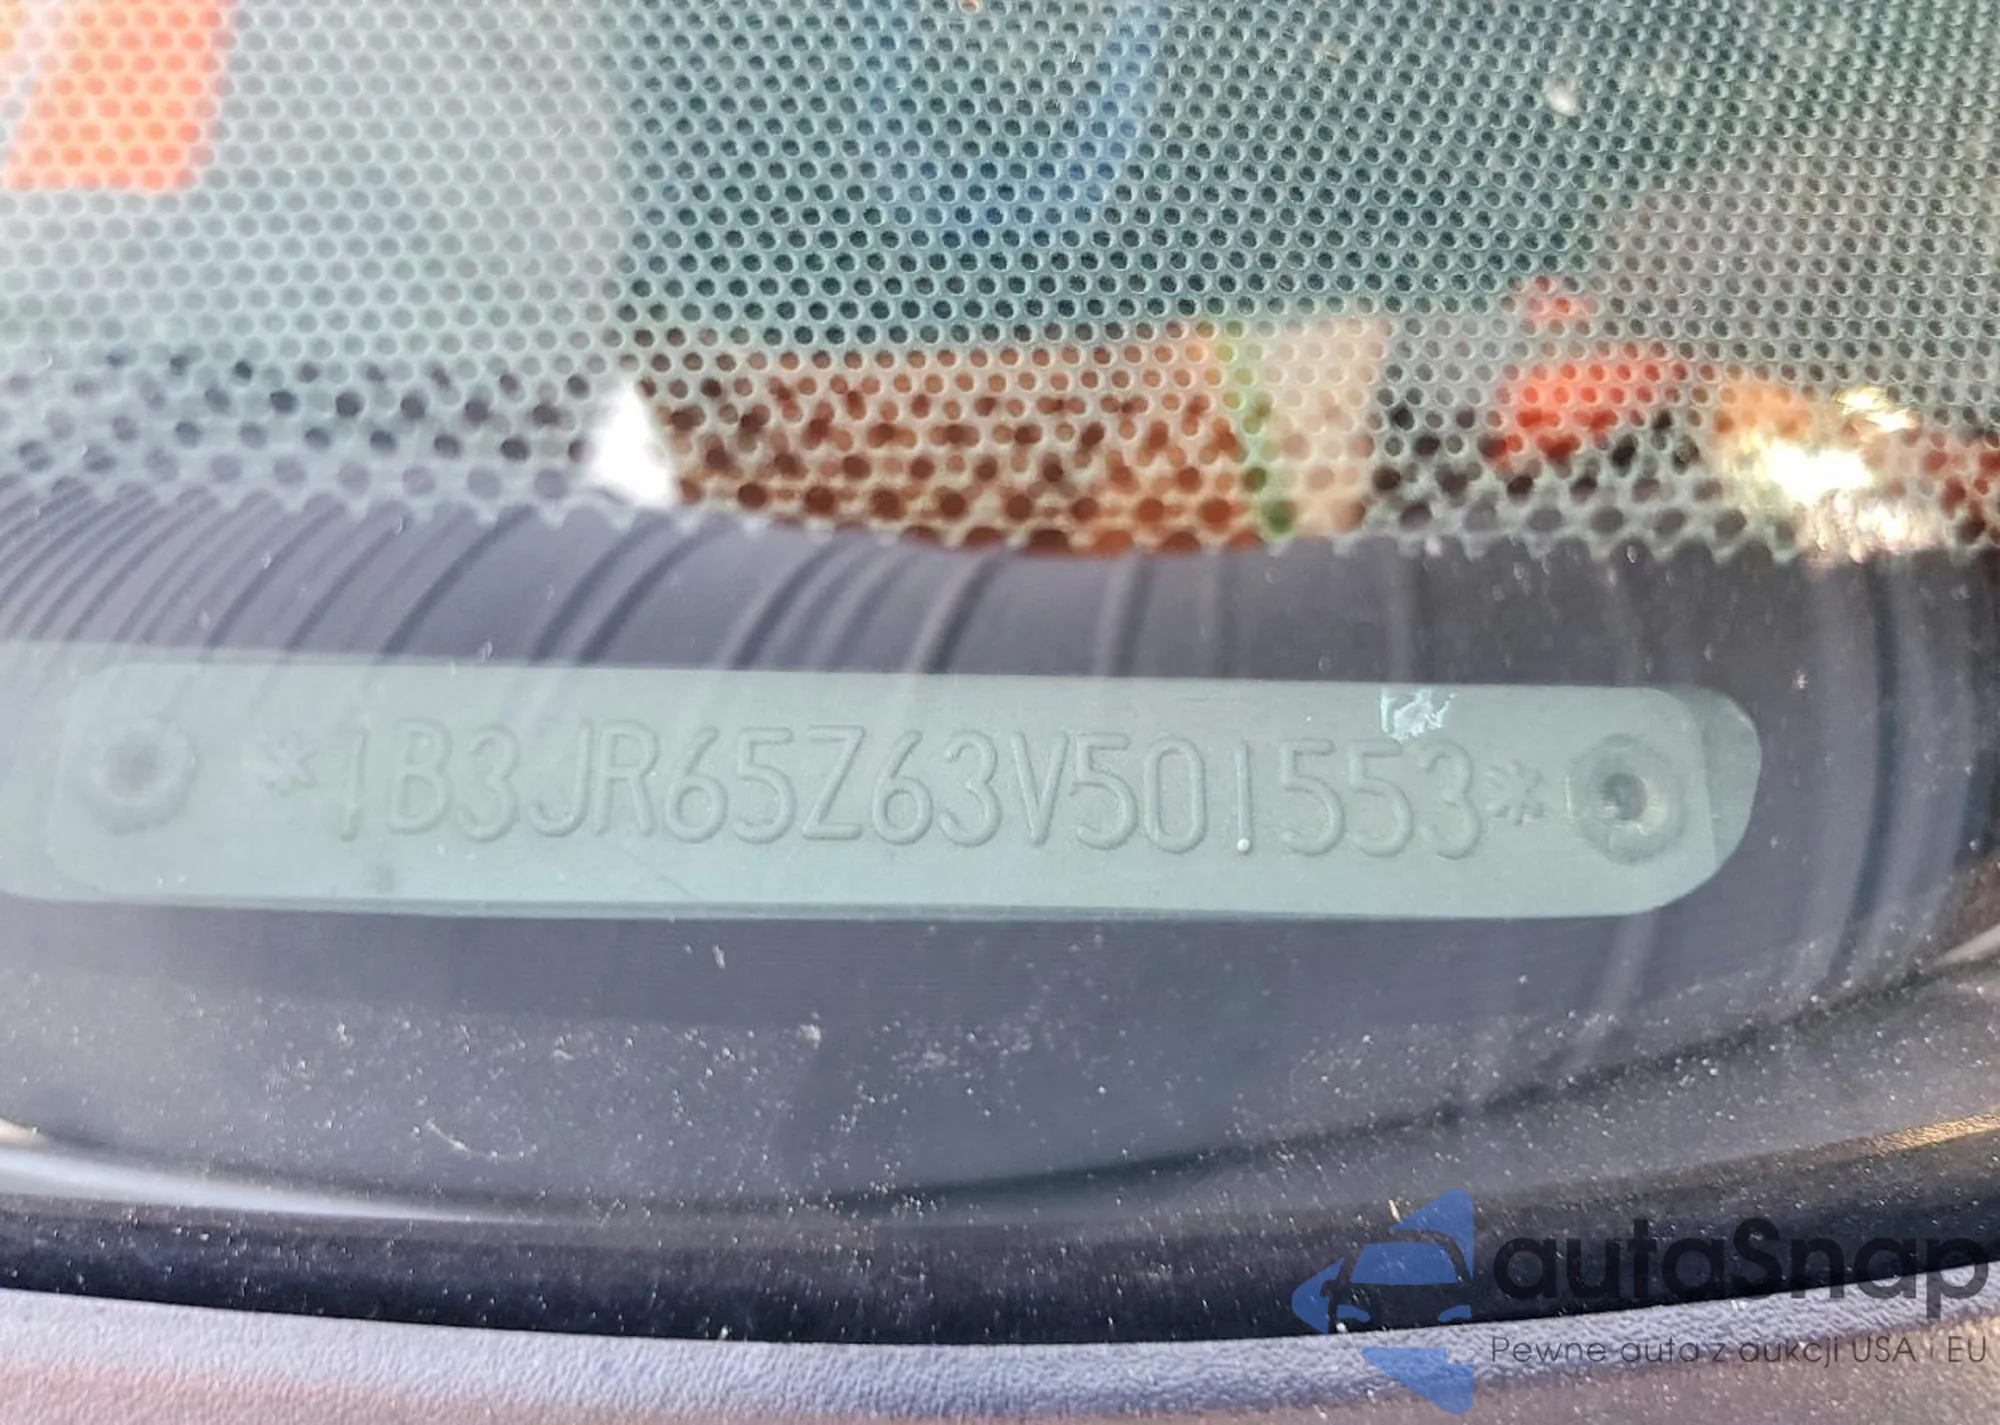 *1B3JR65Z63V501553*
autaSnap
Pewne auta z aukcji USA i EU